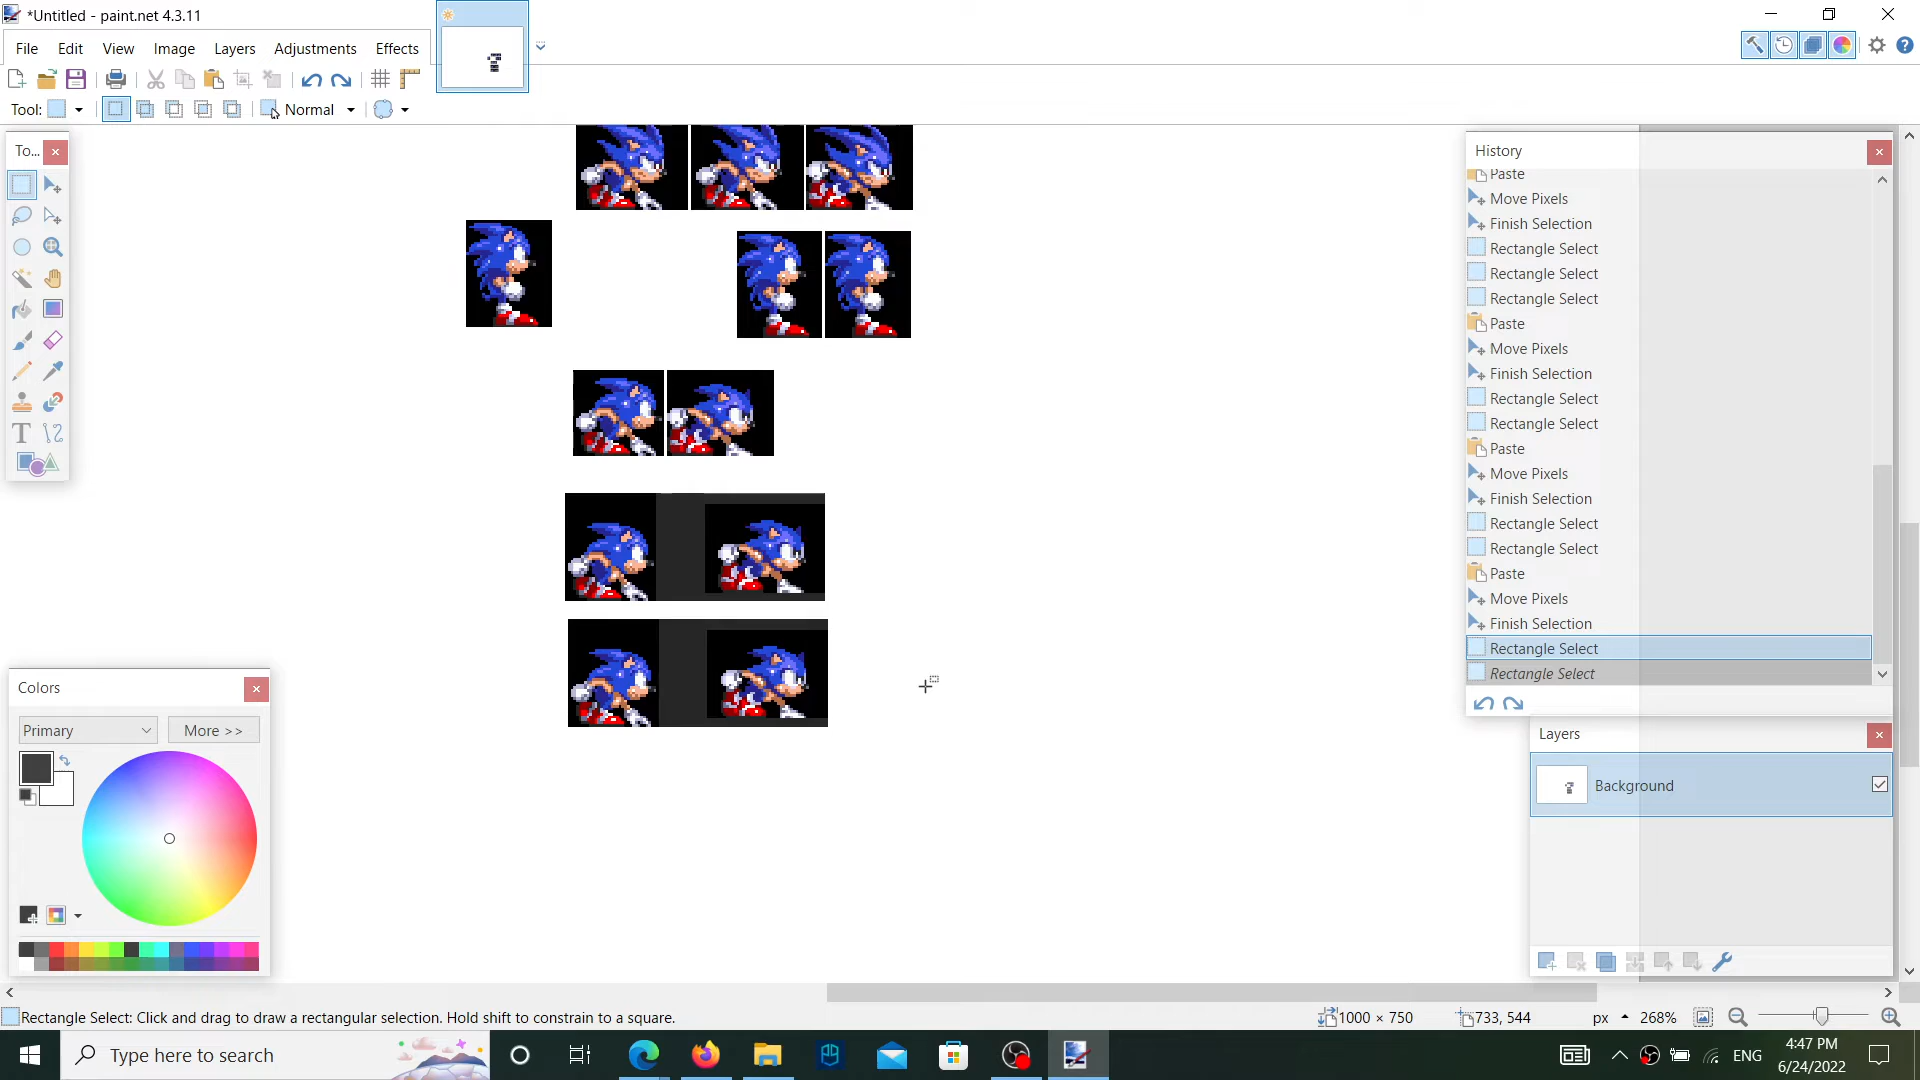 *Untitled - paint.net 4.3.11
File Edit View Image Layers Adjustments Effects
Tool: Normal
To...
History
Paste
Move Pixels
Finish Selection
Rectangle Select
Rectangle Select
Rectangle Select
Paste
Move Pixels
Finish Selection
Rectangle Select
Rectangle Select
Paste
Move Pixels
Finish Selection
Rectangle Select
Rectangle Select
Paste
Move Pixels
Finish Selection
Rectangle Select
Rectangle Select
Colors
Primary More >>
Layers
Background
Rectangle Select: Click and drag to draw a rectangular selection. Hold shift to constrain to a square. 1000 × 750 733, 544 px 268%
Type here to search
ENG
4:47 PM
6/24/2022